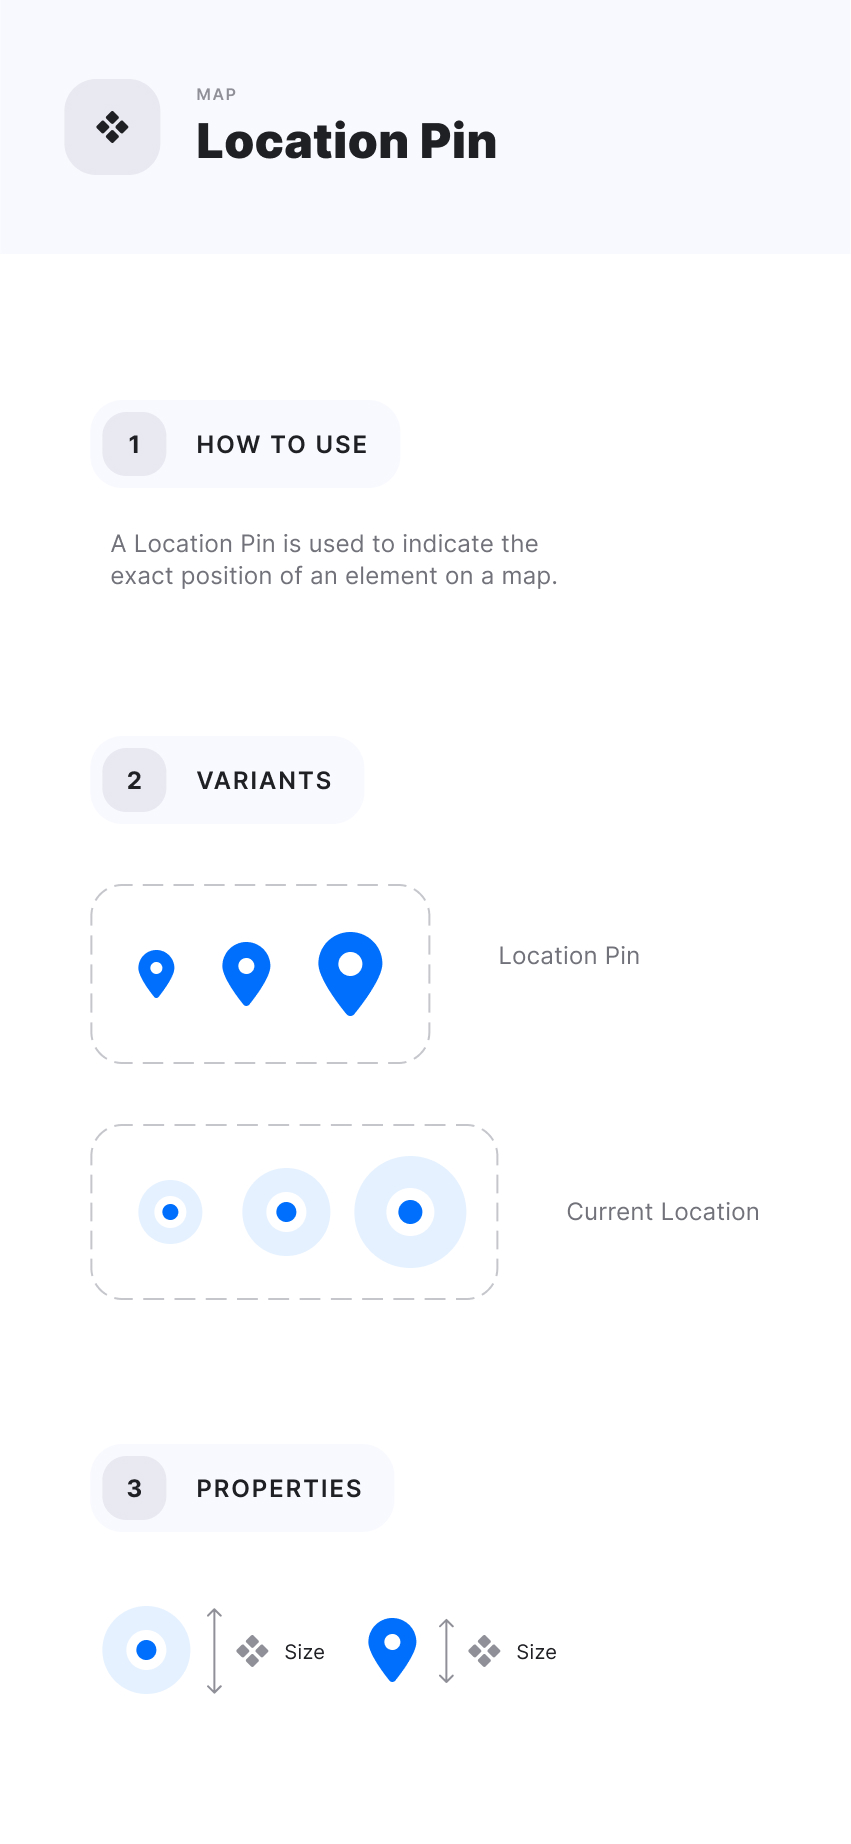 MAP
Location Pin
1 HOW TO USE
A Location Pin is used to indicate the
exact position of an element on a map.
2 VARIANTS
Location Pin
Current Location
3 PROPERTIES
Size Size